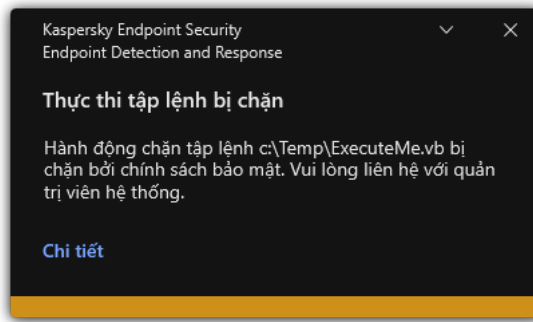 Kaspersky Endpoint Security
Endpoint Detection and Response
Thực thi tập lệnh bị chặn
Hành động chặn tập lệnh c:\Temp\ExecuteMe.vb bị
chặn bởi chính sách bảo mật. Vui lòng liên hệ với quản
trị viên hệ thống.
Chi tiết